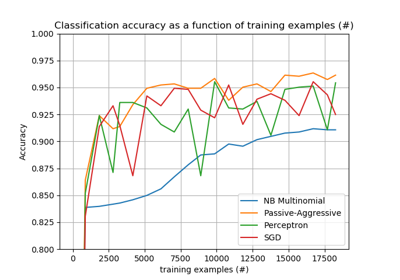 Classification accuracy as a function of training examples (#)
1.000
0.975
0.950
0.925
0.900
0.875
0.850
0.825
0.800
Accuracy
0
2500
5000
7500
10000
12500
15000
17500
training examples (#)
NB Multinomial
Passive-Aggressive
Perceptron
SGD